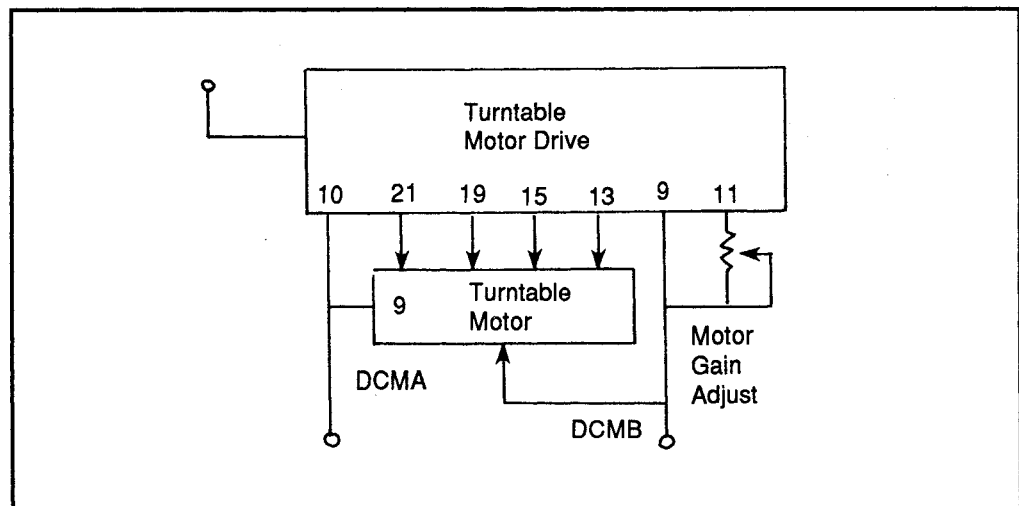 Turntable
Motor Drive
10 21 19 15 13 9 11
9 Turntable
Motor
Motor
Gain
Adjust
DCMA
DCMB